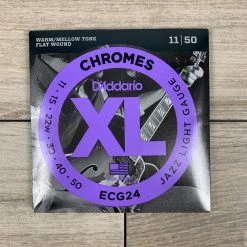 WARM/MELLOW TONE
FLAT WOUND
11|50
CHROMES
D'Addario
XL
11 · 15 · 22W · 30 · 40 · 50
JAZZ LIGHT GAUGE
ECG24